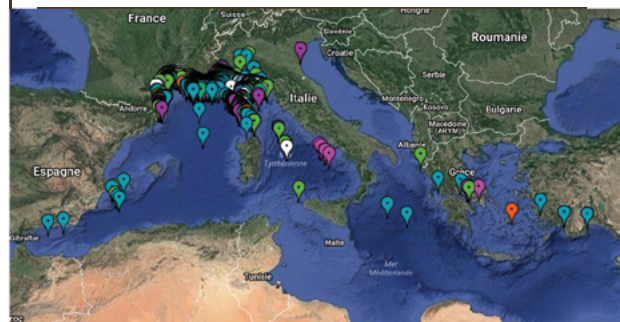 Hongrie
France
Suisse
Slovénie
Roumanie
Croatie
Serbie
Andorre
Italie
Monténégro
Kosovo
Bulgarie
Macédoine
(ARYM)
Albanie
Tyrrhénienne
Espagne
Grèce
Gibraltar
Malte
Mer
Méditerranée
Tunisie
roc